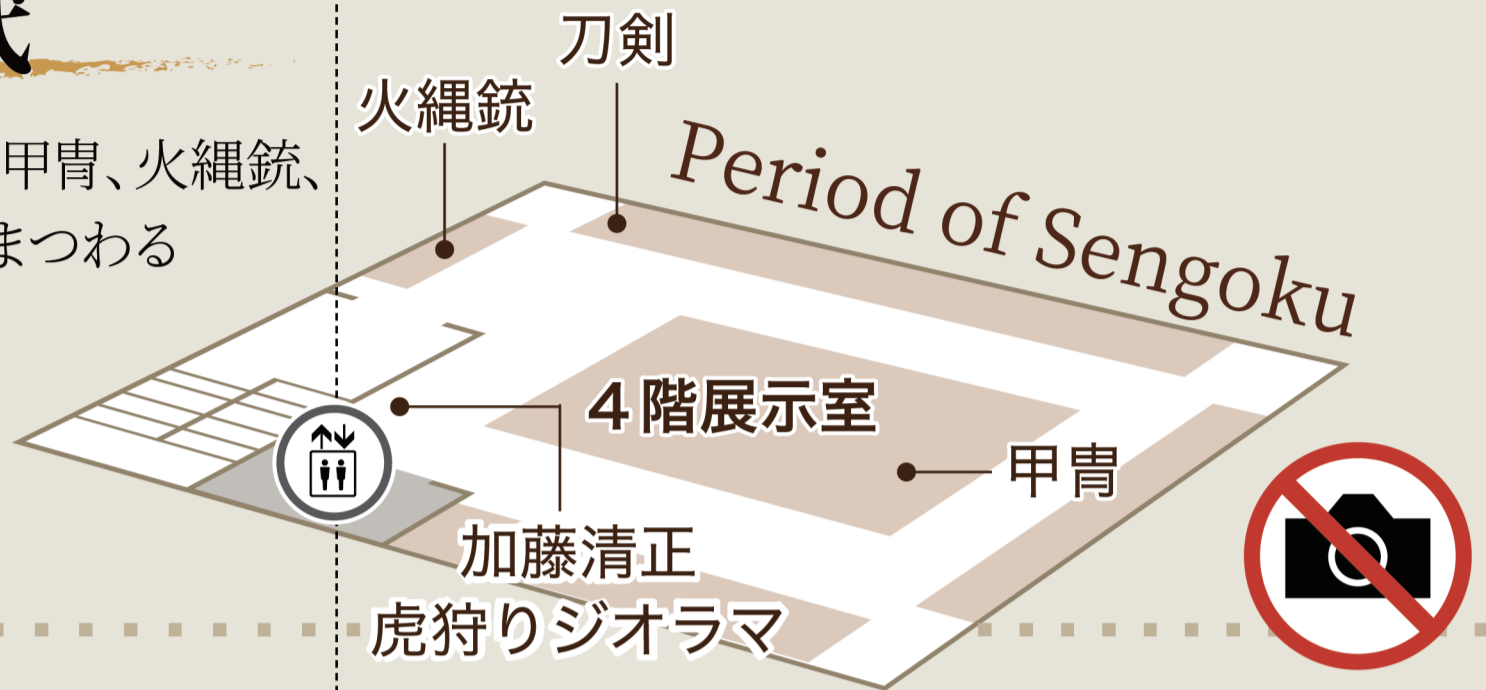 刀剣
火縄銃
Period of Sengoku
甲冑、火縄銃、
まつわる
4階展示室
甲冑
加藤清正
虎狩りジオラマ